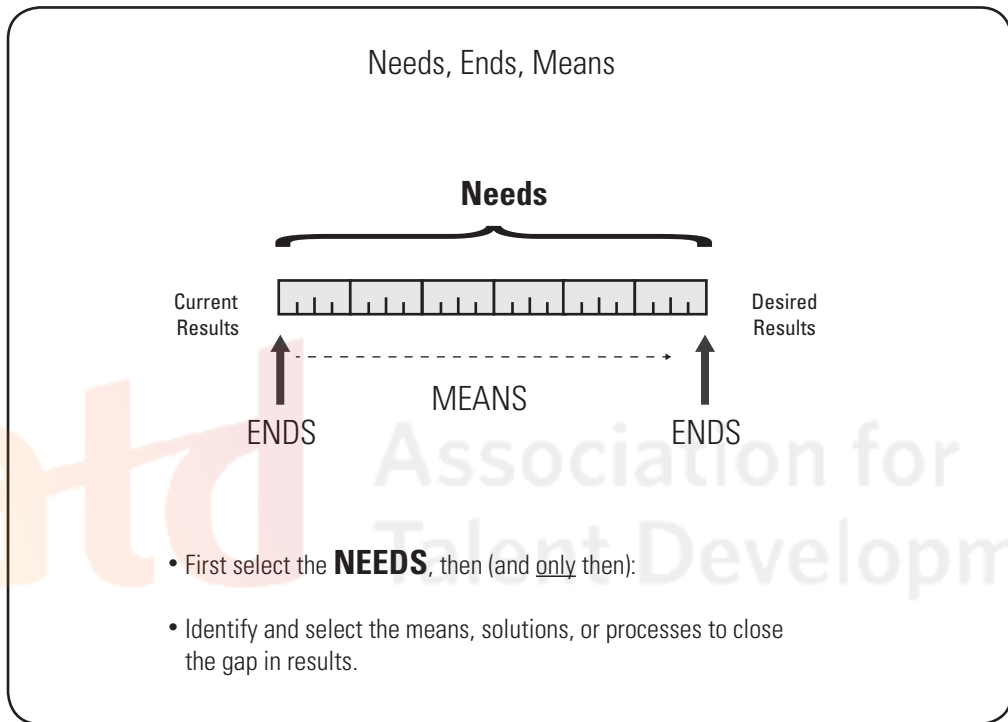 Needs, Ends, Means
Needs
Current
Results
Desired
Results
MEANS
ENDS
ENDS
atd
Association for
Talent Developm
• First select the NEEDS, then (and only then):
• Identify and select the means, solutions, or processes to close
the gap in results.